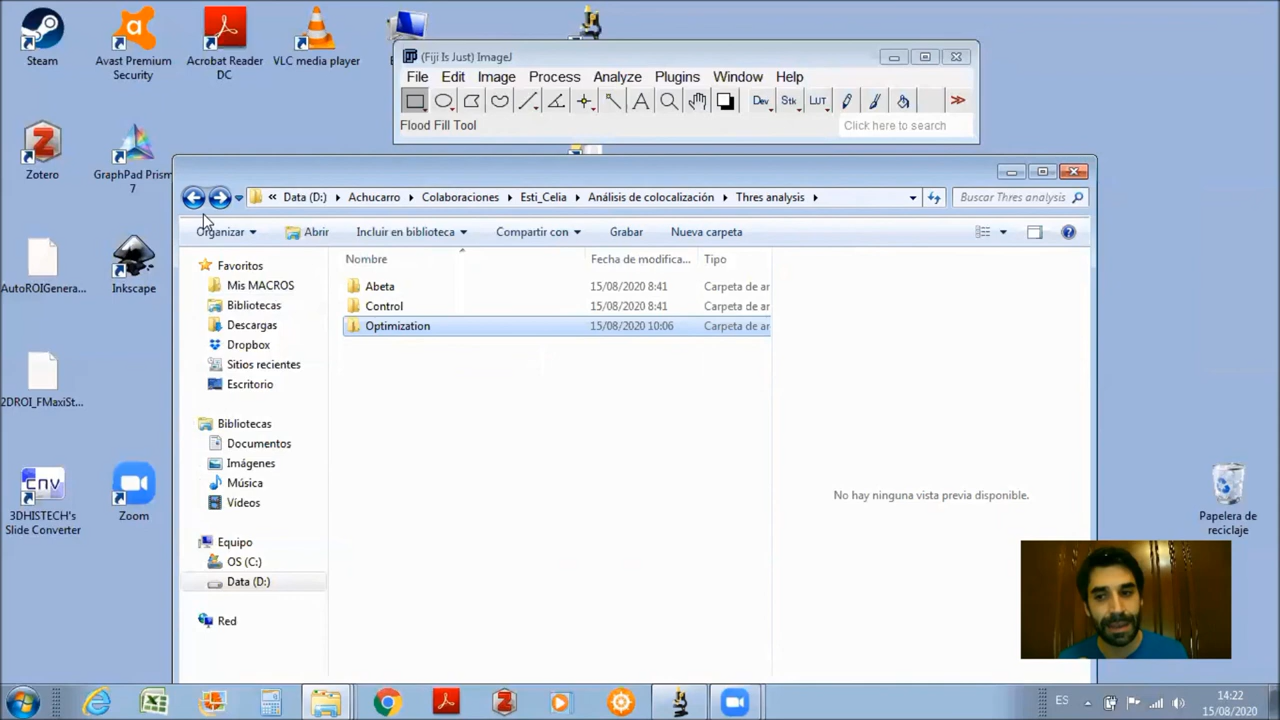 Steam
Avast Premium
Security
Acrobat Reader
DC
VLC media player
(Fiji Is Just) ImageJ
File Edit Image Process Analyze Plugins Window Help
Dev Stk LUT
Flood Fill Tool
Click here to search
Zotero
GraphPad Prism
7
« Data (D:) Achucarro Colaboraciones Esti_Celia Análisis de colocalización Thres analysis
Buscar Thres analysis
Organizar Abrir Incluir en biblioteca Compartir con Grabar Nueva carpeta
Nombre Fecha de modifica... Tipo
Abeta 15/08/2020 8:41 Carpeta de ar
Control 15/08/2020 8:41 Carpeta de ar
Optimization 15/08/2020 10:06 Carpeta de ar
Favoritos
Mis MACROS
Bibliotecas
Descargas
Dropbox
Sitios recientes
Escritorio
Bibliotecas
Documentos
Imágenes
Música
Vídeos
Equipo
OS (C:)
Data (D:)
Red
No hay ninguna vista previa disponible.
AutoROIGenera...
Inkscape
2DROI_FMaxiSt...
cnv
3DHISTECH's
Slide Converter
Zoom
Papelera de
reciclaje
ES
14:22
15/08/2020